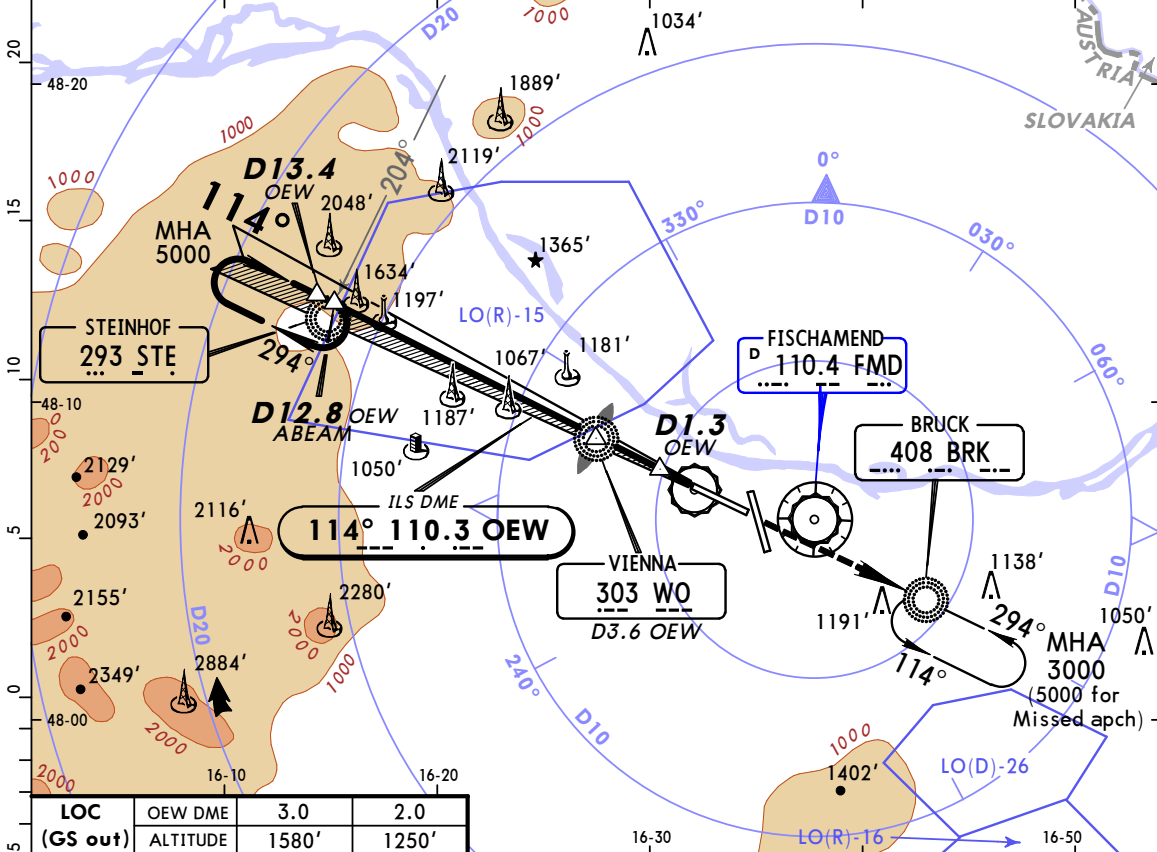 1000
1034'
D20
AUSTRIA
SLOVAKIA
20
48-20
1889'
1000
1000
2119'
204°
0°
D10
D13.4
OEW
114°
1000
2048'
330°
030°
15
MHA
5000
1365'
1634'
1197'
LO(R)-15
STEINHOF
293 STE
294°
FISCHAMEND
D 110.4 FMD
060°
10
1067'
1181'
48-10
D12.8 OEW
ABEAM
1187'
D1.3
OEW
BRUCK
408 BRK
2000
1050'
2129'
2000
2093'
2116'
2000
ILS DME
114° 110.3 OEW
5
D10
VIENNA
303 WO
D3.6 OEW
1138'
1191'
1050'
2155'
2000
D20
2280'
2000
1000
294°
114°
MHA
3000
(5000 for
Missed apch)
240°
D10
2349'
2884'
2000
0
48-00
1000
1402'
LO(D)-26
2000
16-10
16-20
16-30
LO(R)-16
16-50
5
LOC
(GS out)
OEW DME 3.0 2.0
ALTITUDE 1580' 1250'